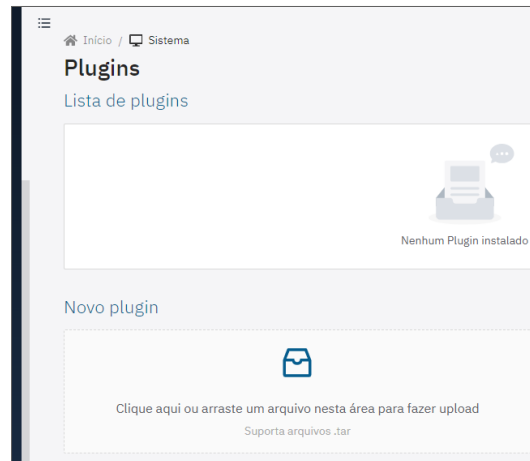 Início / Sistema
Plugins
Lista de plugins
Nenhum Plugin instalado
Novo plugin
Clique aqui ou arraste um arquivo nesta área para fazer upload
Suporta arquivos .tar